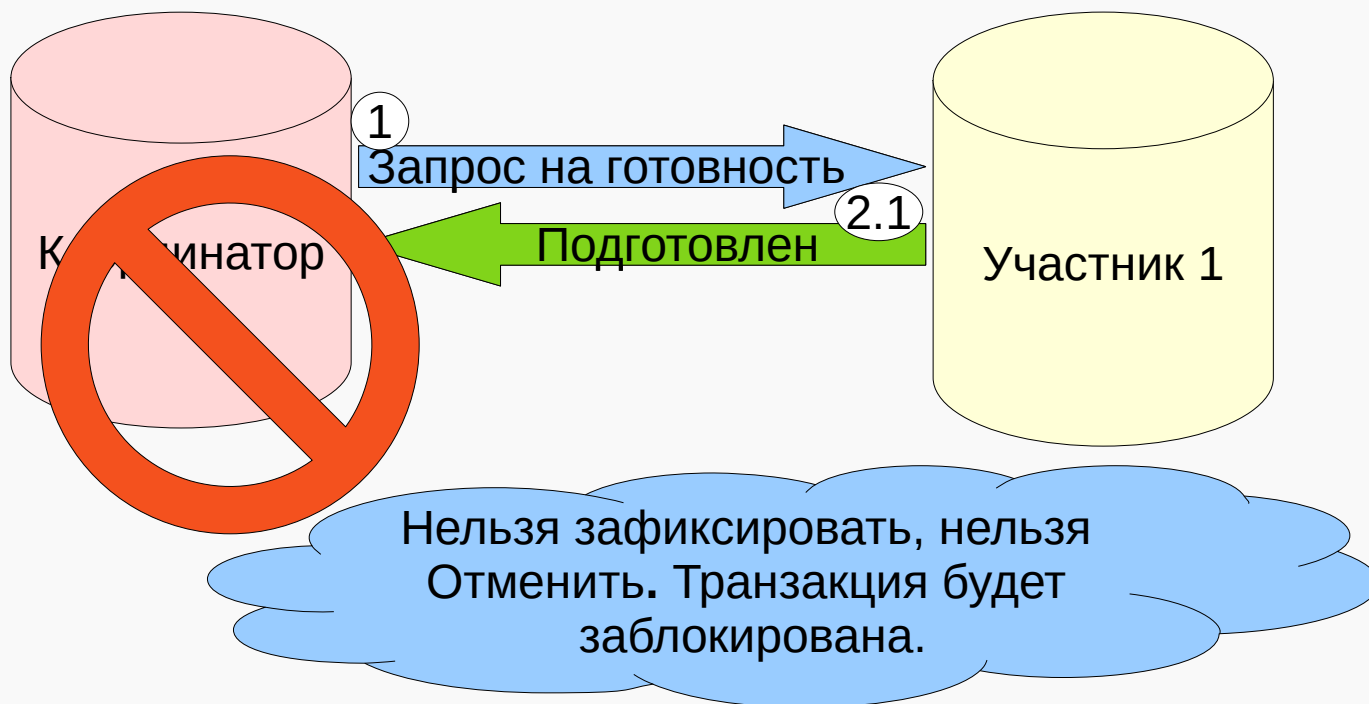 1
Запрос на готовность
2.1
Подготовлен
Участник 1
Нельзя зафиксировать, нельзя
Отменить. Транзакция будет
заблокирована.